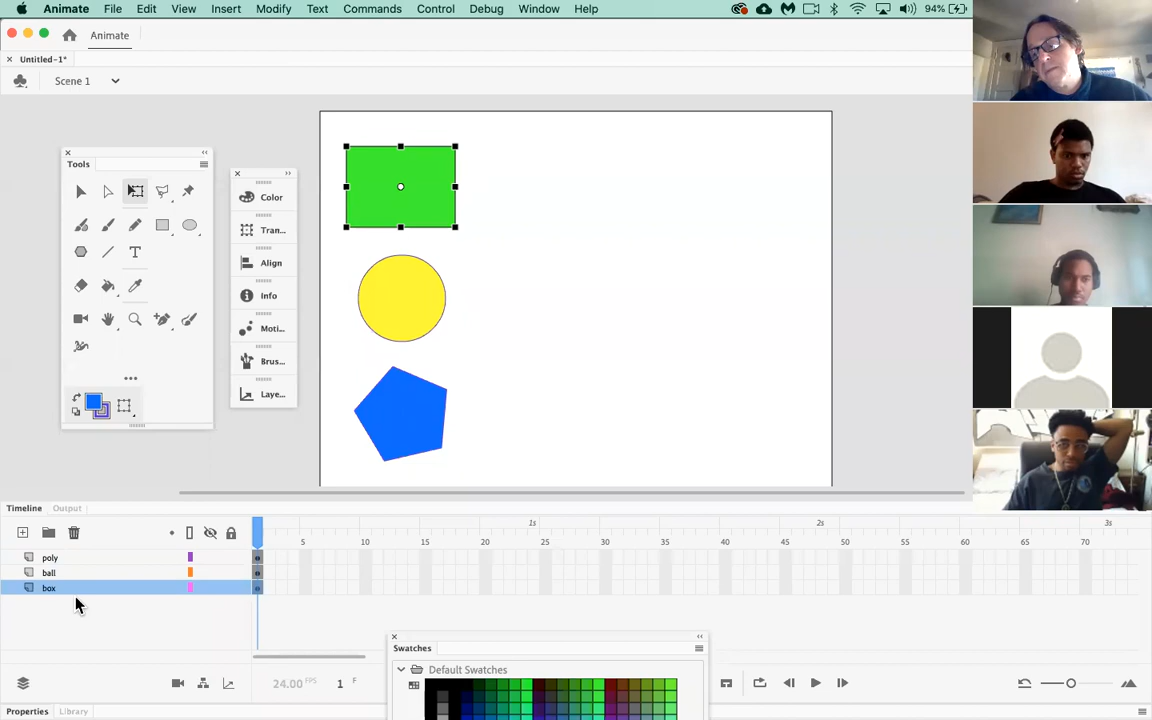 Animate File Edit View Insert Modify Text Commands Control Debug Window Help 94%
Animate
Untitled-1*
Scene 1
Tools
Color
Tran...
Align
Info
Moti...
Brus...
Laye...
T
Timeline Output
1s 2s 3s
5 10 15 20 25 30 35 40 45 50 55 60 65 70
poly
ball
box
Swatches
Default Swatches
24.00 FPS 1 F
Properties Library